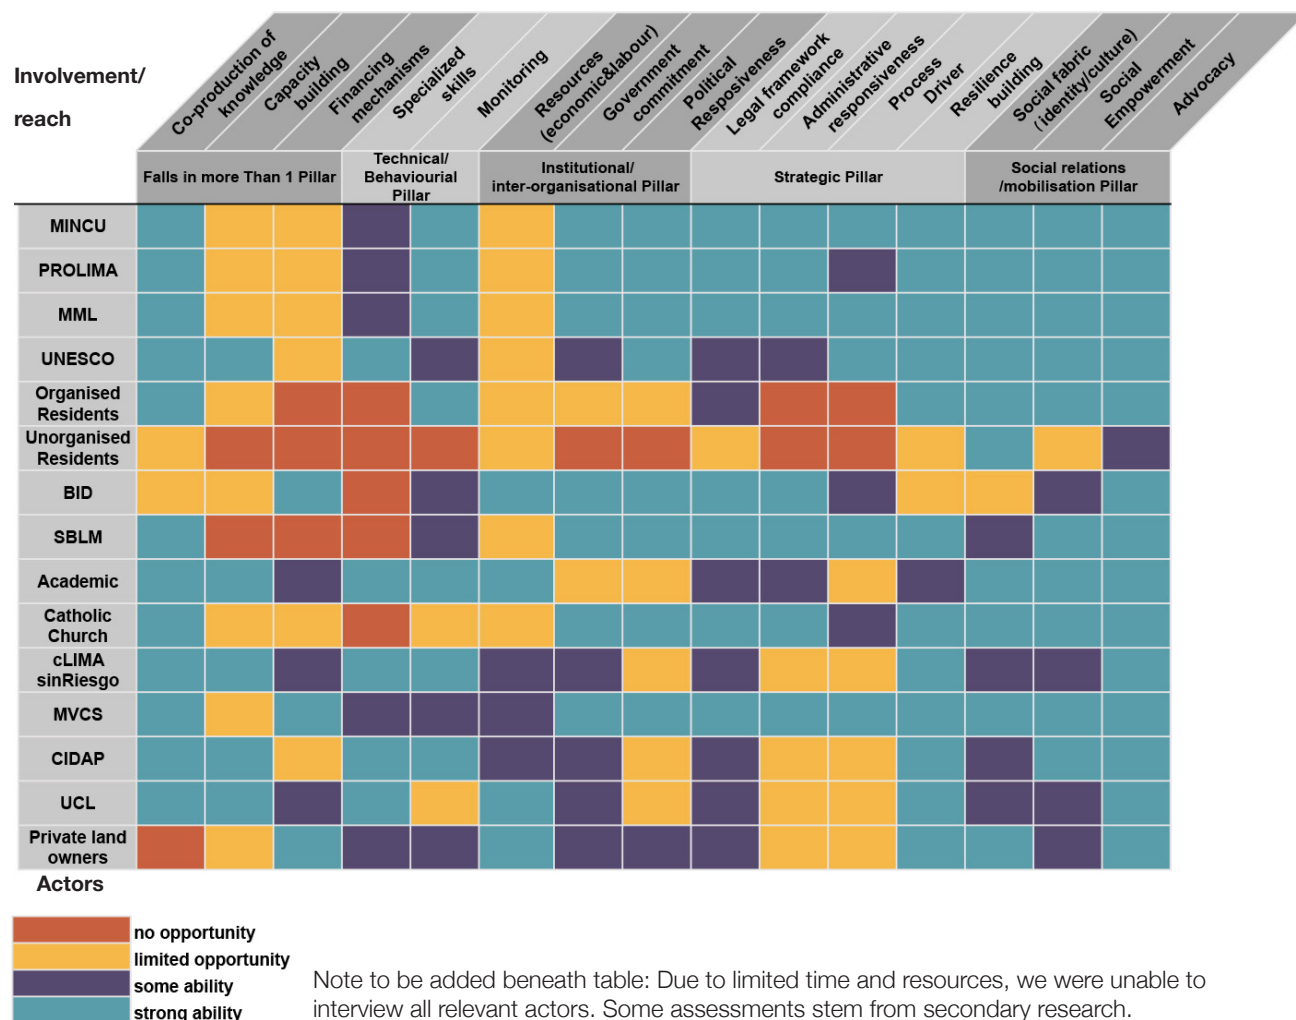 Involvement/
reach
Co-production of
knowledge
Capacity
building
Financing
mechanisms
Specialized
skills
Monitoring
Resources
(economic&labour)
Government
commitment
Political
Resposiveness
Legal framework
compliance
Administrative
responsiveness
Process
Driver
Resilience
building
Social fabric
(identity/culture)
Social
Empowerment
Advocacy
Falls in more Than 1 Pillar
Technical/
Behaviourial
Pillar
Institutional/
inter-organisational Pillar
Strategic Pillar
Social relations
/mobilisation Pillar
MINCU
PROLIMA
MML
UNESCO
Organised
Residents
Unorganised
Residents
BID
SBLM
Academic
Catholic
Church
cLIMA
sinRiesgo
MVCS
CIDAP
UCL
Private land
owners
Actors
no opportunity
limited opportunity
some ability
strong ability
Note to be added beneath table: Due to limited time and resources, we were unable to
interview all relevant actors. Some assessments stem from secondary research.